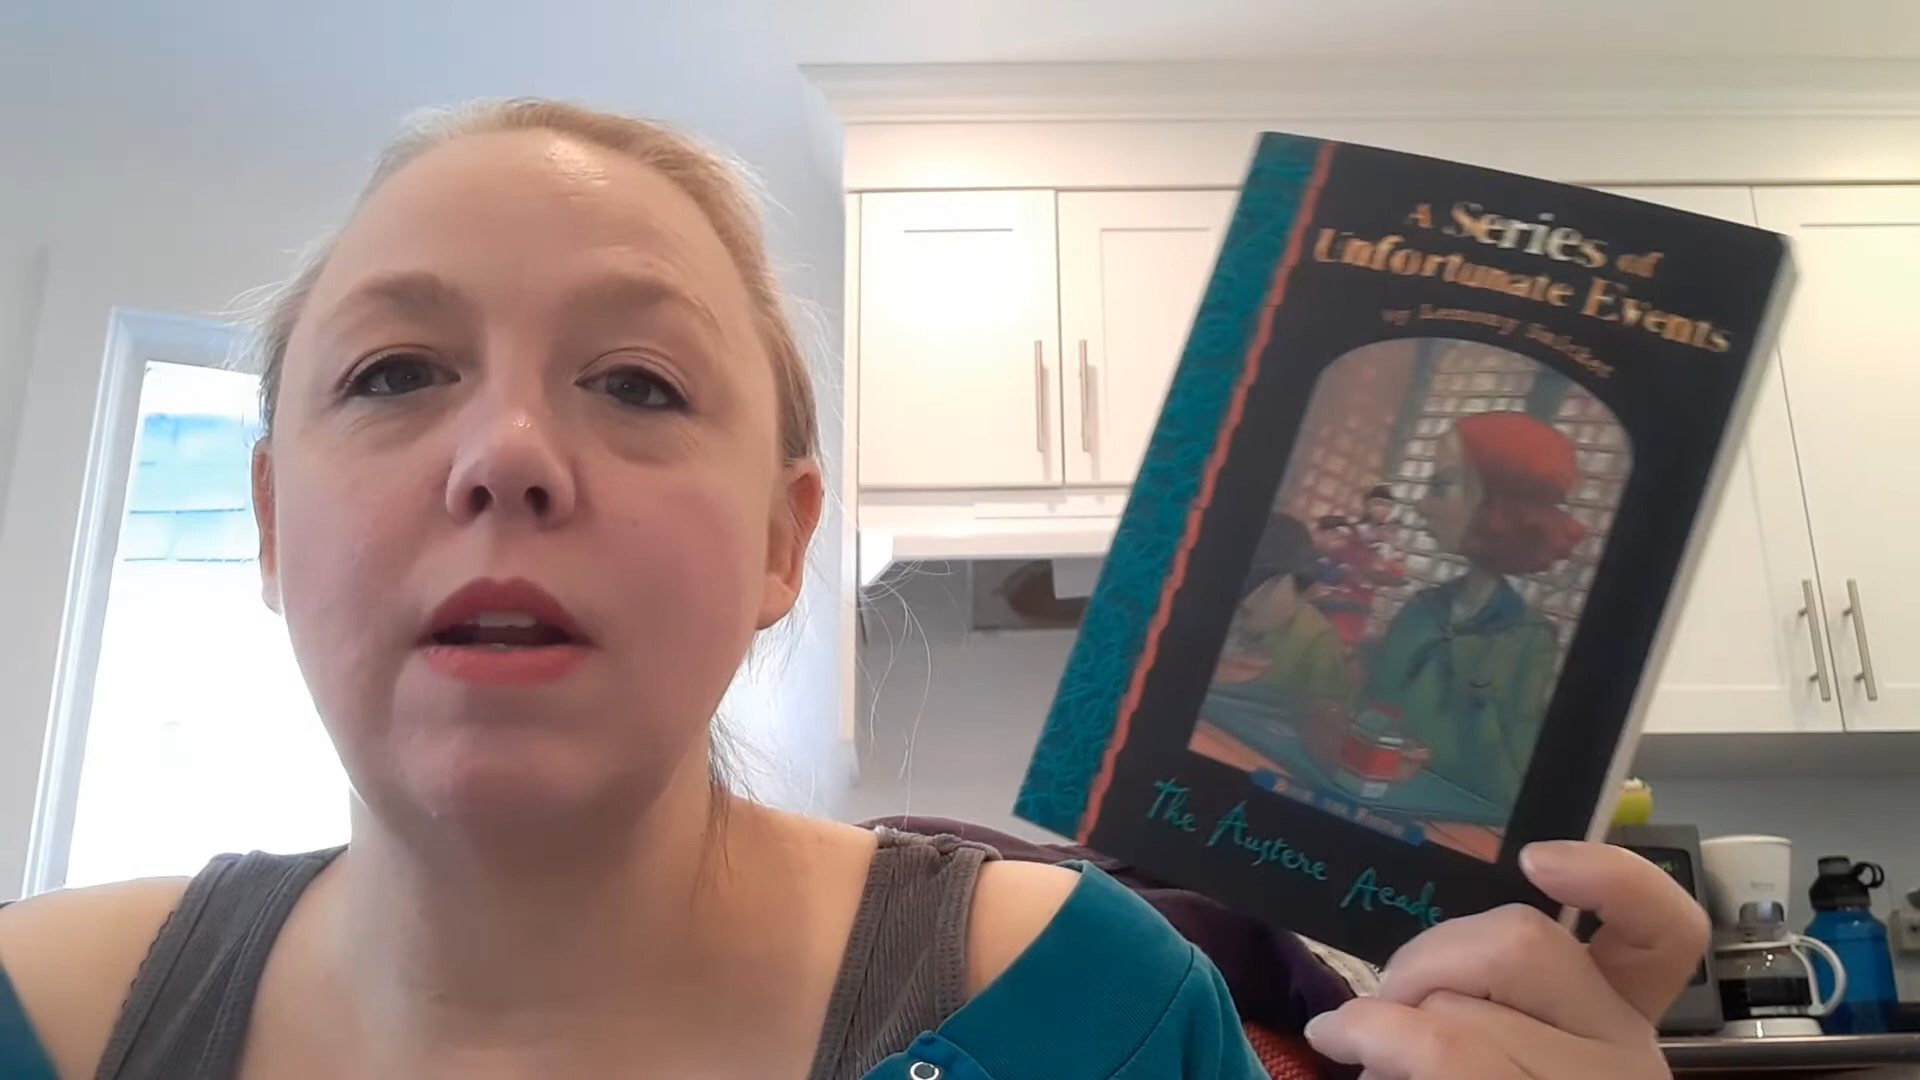 A Series of
Unfortunate Events
by Lemony Snicket
The Austere Acade